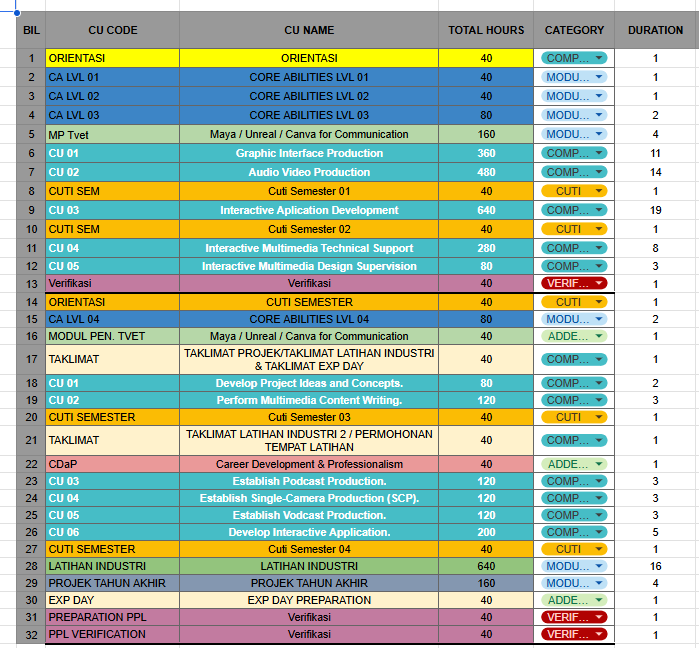 BIL CU CODE CU NAME TOTAL HOURS CATEGORY DURATION
1 ORIENTASI ORIENTASI 40 COMP... 1
2 CA LVL 01 CORE ABILITIES LVL 01 40 MODU... 1
3 CA LVL 02 CORE ABILITIES LVL 02 40 MODU... 1
4 CA LVL 03 CORE ABILITIES LVL 03 80 MODU... 2
5 MP Tvet Maya / Unreal / Canva for Communication 160 MODU... 4
6 CU 01 Graphic Interface Production 360 COMP... 11
7 CU 02 Audio Video Production 480 COMP... 14
8 CUTI SEM Cuti Semester 01 40 CUTI 1
9 CU 03 Interactive Aplication Development 640 COMP... 19
10 CUTI SEM Cuti Semester 02 40 CUTI 1
11 CU 04 Interactive Multimedia Technical Support 280 COMP... 8
12 CU 05 Interactive Multimedia Design Supervision 80 COMP... 3
13 Verifikasi Verifikasi 40 VERIF... 1
14 ORIENTASI CUTI SEMESTER 40 CUTI 1
15 CA LVL 04 CORE ABILITIES LVL 04 80 MODU... 2
16 MODUL PEN. TVET Maya / Unreal / Canva for Communication 40 ADDE... 1
17 TAKLIMAT TAKLIMAT PROJEK/TAKLIMAT LATIHAN INDUSTRI
& TAKLIMAT EXP DAY 40 COMP... 1
18 CU 01 Develop Project Ideas and Concepts. 80 COMP... 2
19 CU 02 Perform Multimedia Content Writing. 120 COMP... 3
20 CUTI SEMESTER Cuti Semester 03 40 CUTI 1
21 TAKLIMAT TAKLIMAT LATIHAN INDUSTRI 2 / PERMOHONAN
TEMPAT LATIHAN 40 COMP... 1
22 CDaP Career Development & Professionalism 40 ADDE... 1
23 CU 03 Establish Podcast Production. 120 COMP... 3
24 CU 04 Establish Single-Camera Production (SCP). 120 COMP... 3
25 CU 05 Establish Vodcast Production. 120 COMP... 3
26 CU 06 Develop Interactive Application. 200 COMP... 5
27 CUTI SEMESTER Cuti Semester 04 40 CUTI 1
28 LATIHAN INDUSTRI LATIHAN INDUSTRI 640 MODU... 16
29 PROJEK TAHUN AKHIR PROJEK TAHUN AKHIR 160 MODU... 4
30 EXP DAY EXP DAY PREPARATION 40 ADDE... 1
31 PREPARATION PPL Verifikasi 40 VERIF... 1
32 PPL VERIFICATION Verifikasi 40 VERIF... 1